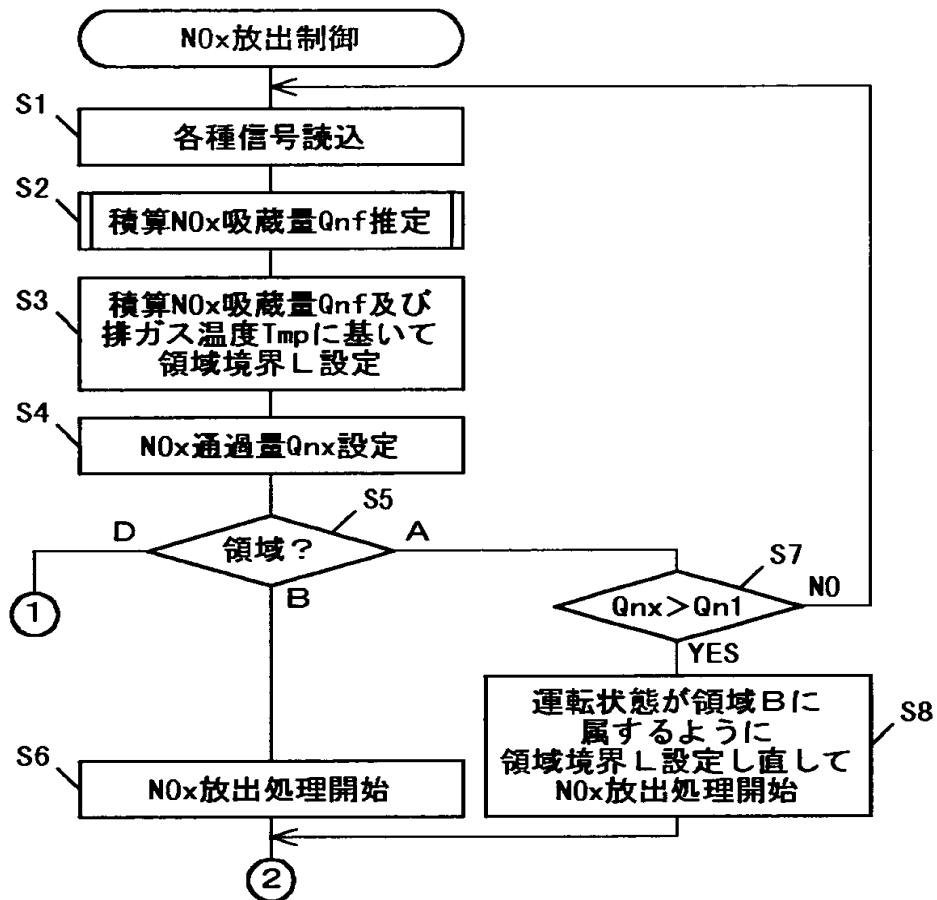 NOx放出制御
S1
各種信号読込
S2
積算NOx吸蔵量Qnf推定
S3
積算NOx吸蔵量Qnf及び
排ガス温度Tmpに基いて
領域境界L設定
S4
NOx通過量Qnx設定
S5
領域?
D
A
B
1
S7
Qnx>Qn1
NO
YES
S8
運転状態が領域Bに
属するように
領域境界L設定し直して
NOx放出処理開始
S6
NOx放出処理開始
2